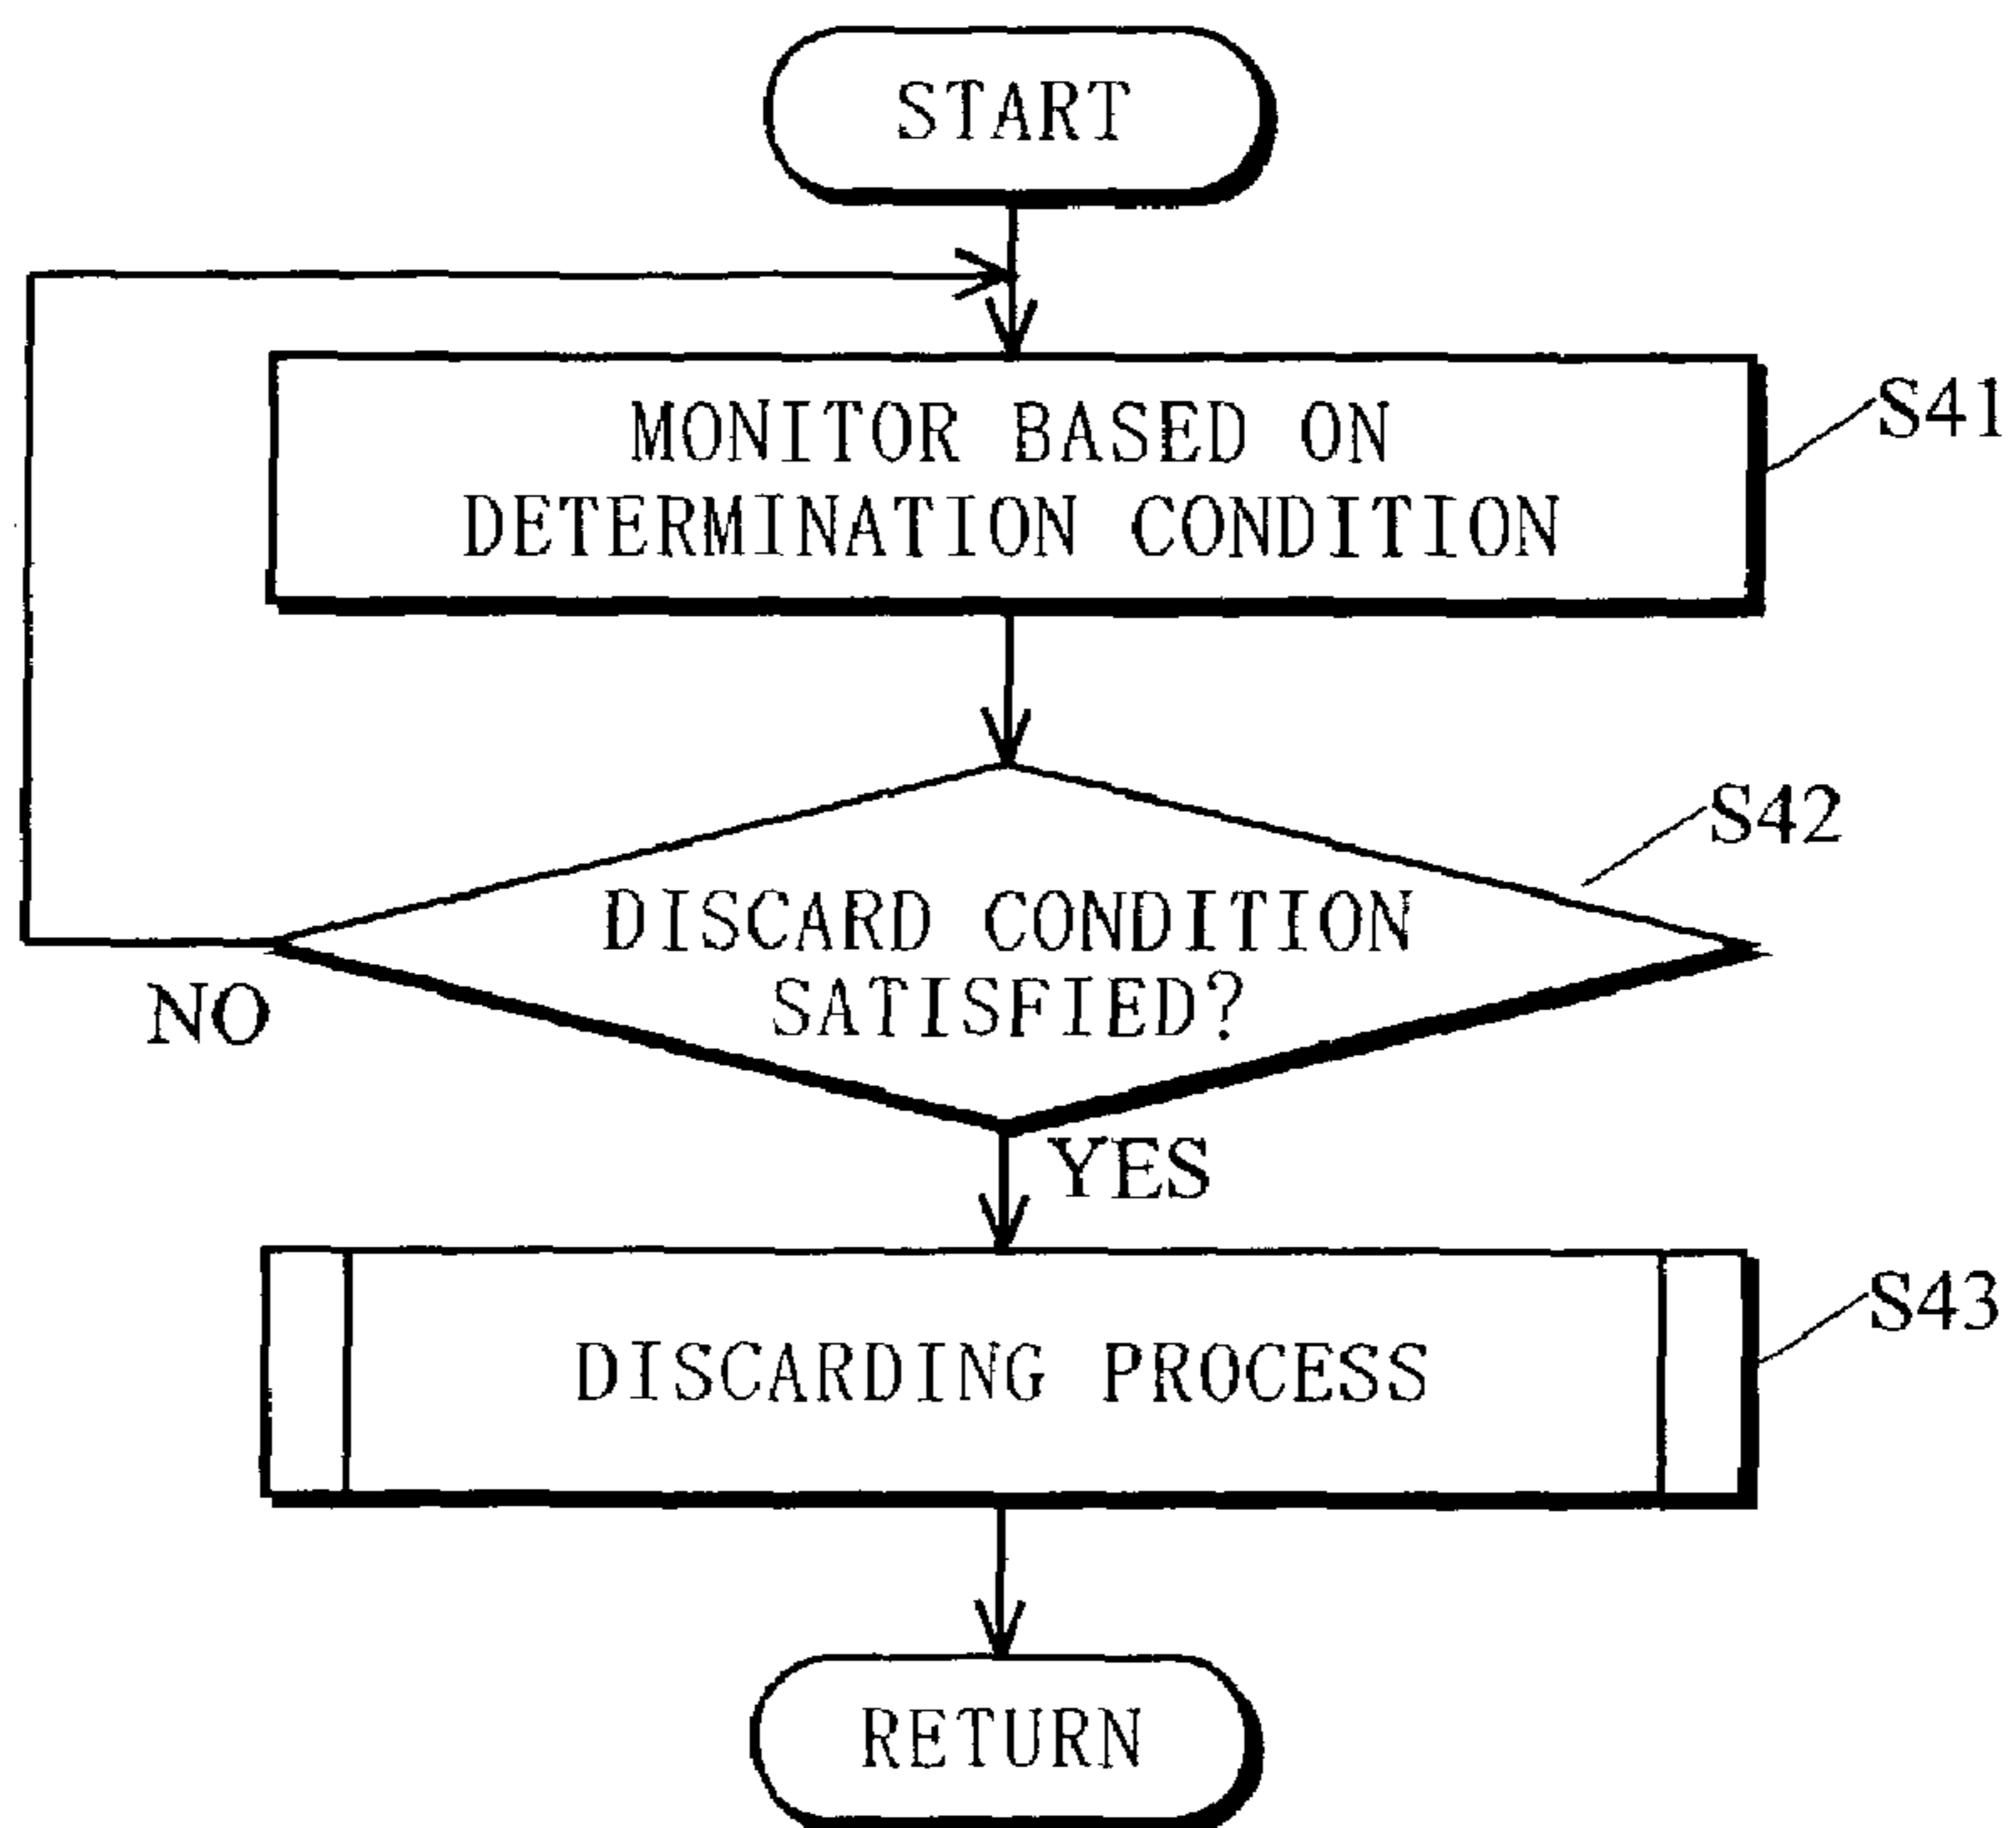 START
MONITOR BASED ON
DETERMINATION CONDITION
S41
S42
DISCARD CONDITION
SATISFIED?
NO
YES
DISCARDING PROCESS
S43
RETURN